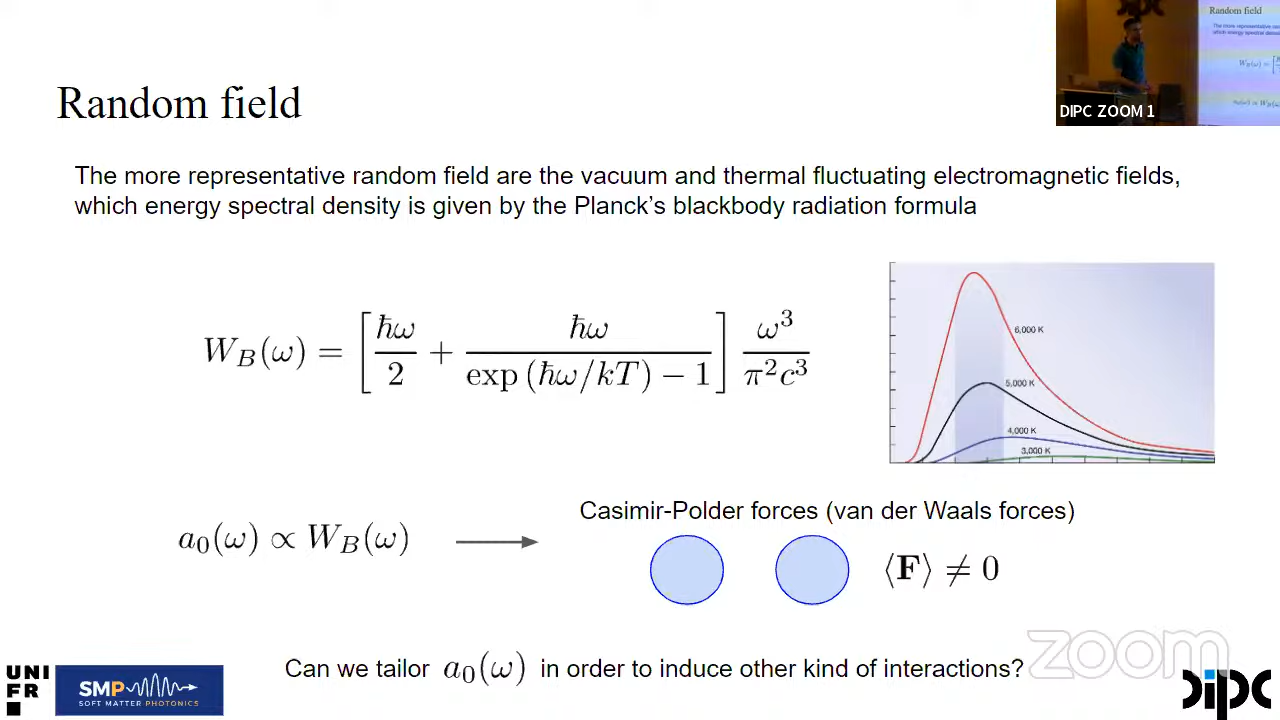 Random field
The more representative random field are the vacuum and thermal fluctuating electromagnetic fields,
which energy spectral density is given by the Planck's blackbody radiation formula
W_B(ω) = [ħω/2 + ħω/(exp (ħω/kT) − 1)] ω³/(π²c³)
6,000 K
5,000 K
4,000 K
3,000 K
a₀(ω) ∝ W_B(ω)
Casimir-Polder forces (van der Waals forces)
⟨F⟩ ≠ 0
Can we tailor a₀(ω) in order to induce other kind of interactions?
UNI
FR
SMP
SOFT MATTER PHOTONICS
zoom
dipc
DIPC ZOOM 1
Random field